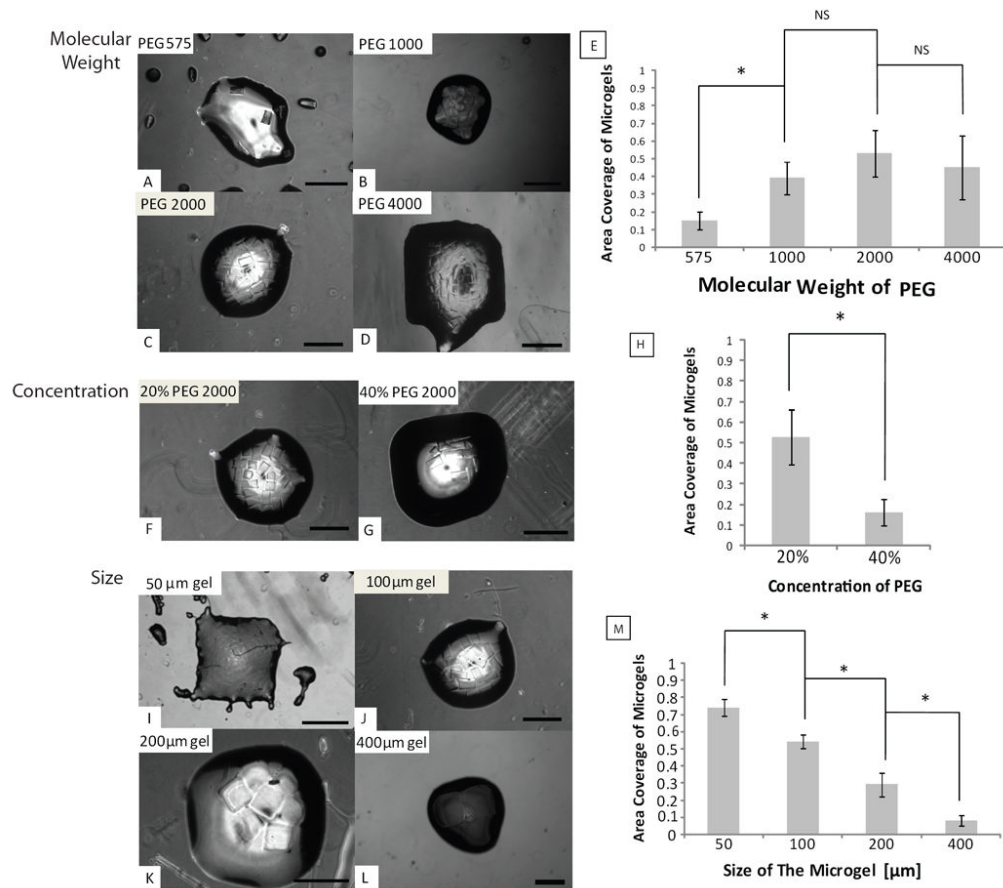 Molecular
Weight
PEG 575
PEG 1000
A
B
PEG 2000
PEG 4000
C
D
E
NS
NS
*
Area Coverage of Microgels
1
0.9
0.8
0.7
0.6
0.5
0.4
0.3
0.2
0.1
0
575
1000
2000
4000
Molecular Weight of PEG
Concentration
20% PEG 2000
40% PEG 2000
F
G
H
*
Area Coverage of Microgels
1
0.9
0.8
0.7
0.6
0.5
0.4
0.3
0.2
0.1
0
20%
40%
Concentration of PEG
Size
50 µm gel
100µm gel
I
J
200µm gel
400µm gel
K
L
M
*
*
*
Area Coverage of Microgels
1
0.9
0.8
0.7
0.6
0.5
0.4
0.3
0.2
0.1
0
50
100
200
400
Size of The Microgel [µm]